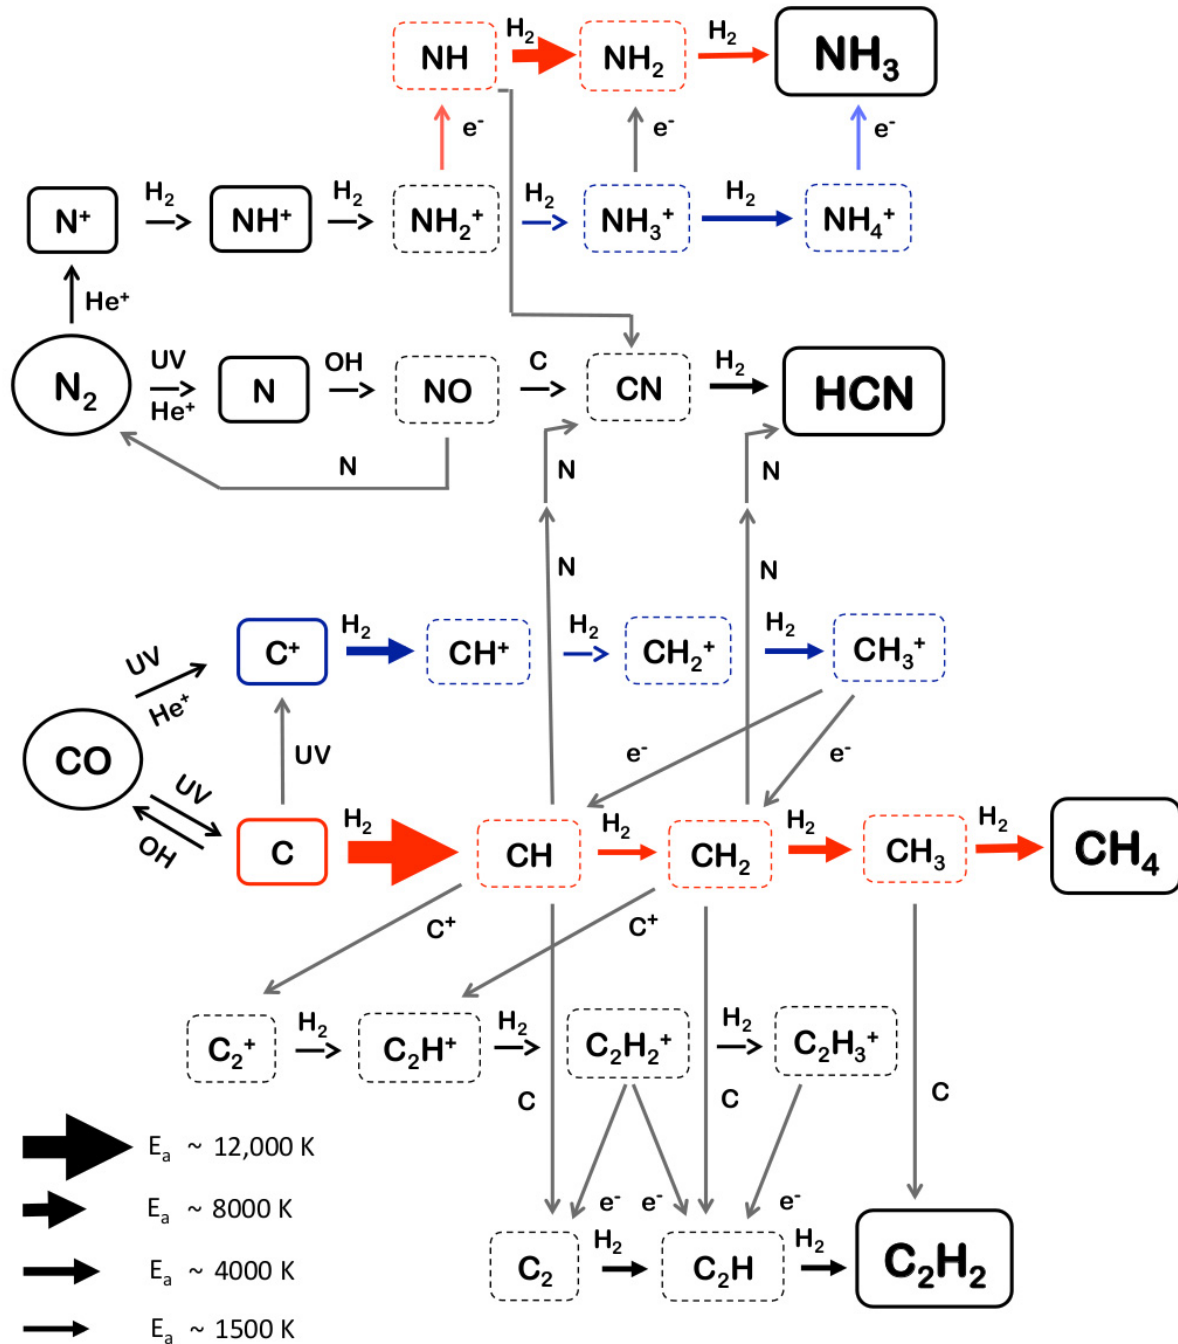 H₂ H₂
NH NH₂ NH₃
e⁻ e⁻ e⁻
H₂ H₂ H₂ H₂
N⁺ NH⁺ NH₂⁺ NH₃⁺ NH₄⁺
He⁺
UV OH C H₂
N₂ N NO CN HCN
He⁺
N N N
N N
H₂ H₂ H₂
C⁺ CH⁺ CH₂⁺ CH₃⁺
UV
He⁺
CO UV e⁻ e⁻
UV
OH
H₂ H₂ H₂ H₂
C CH CH₂ CH₃ CH₄
C⁺ C⁺
H₂ H₂ H₂
C₂⁺ C₂H⁺ C₂H₂⁺ C₂H₃⁺
C C C
Eₐ ~ 12,000 K
Eₐ ~ 8000 K
e⁻ e⁻ e⁻
H₂ H₂
C₂ C₂H C₂H₂
Eₐ ~ 4000 K
Eₐ ~ 1500 K